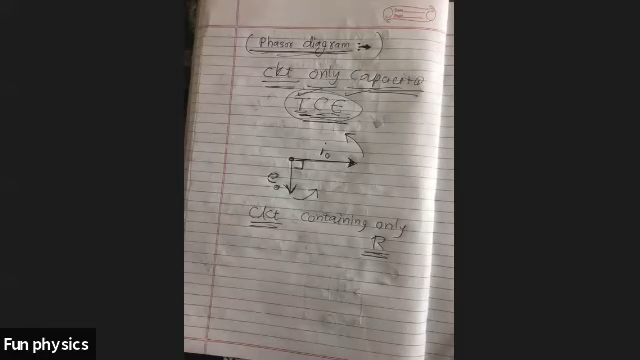 (Phasor diagram :→)
Ckt only Capacitor
ICE
i₀
e₀
Ckt containing only
R
Fun physics